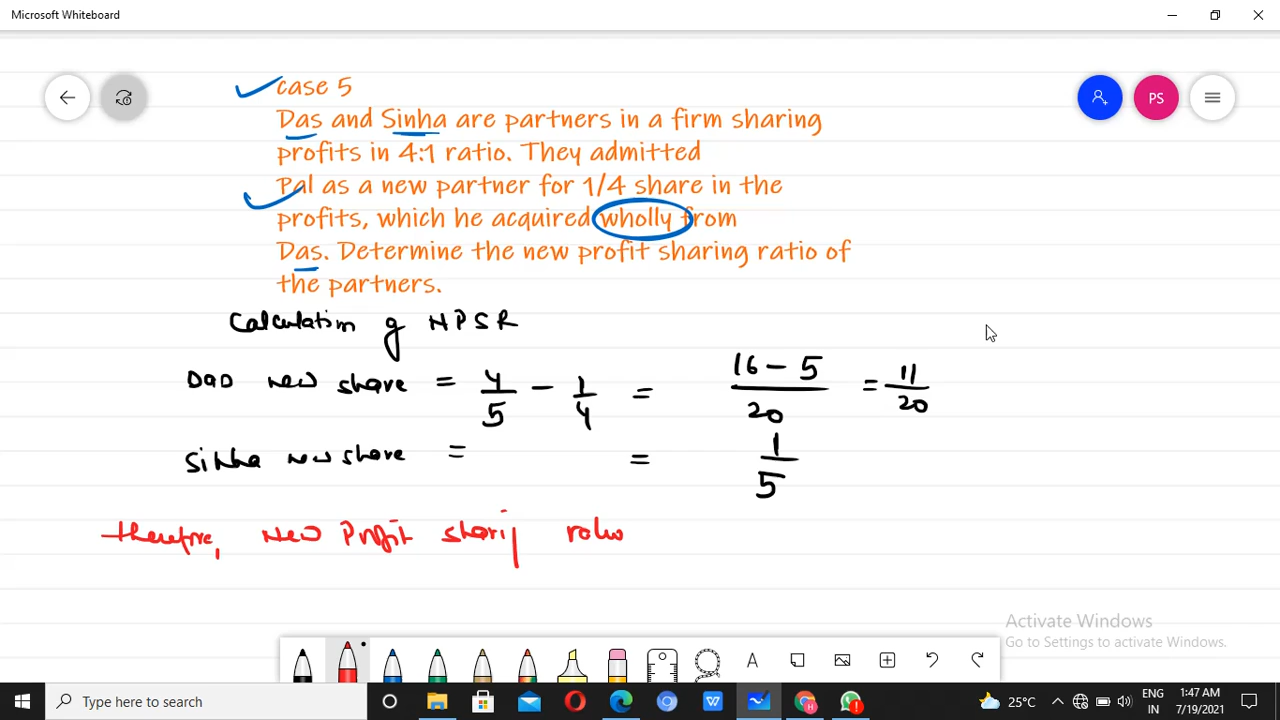 Microsoft Whiteboard
PS
case 5
Das and Sinha are partners in a firm sharing
profits in 4:1 ratio. They admitted
Pal as a new partner for 1/4 share in the
profits, which he acquired wholly from
Das. Determine the new profit sharing ratio of
the partners.
Calculation of NPSR
Das new share = 4/5 - 1/4 = 16 - 5/20 = 11/20
Sinha new share = = 1/5
therefore, New Profit sharing ratio
Activate Windows
Go to Settings to activate Windows.
A
Type here to search
25°C
ENG
IN
1:47 AM
7/19/2021